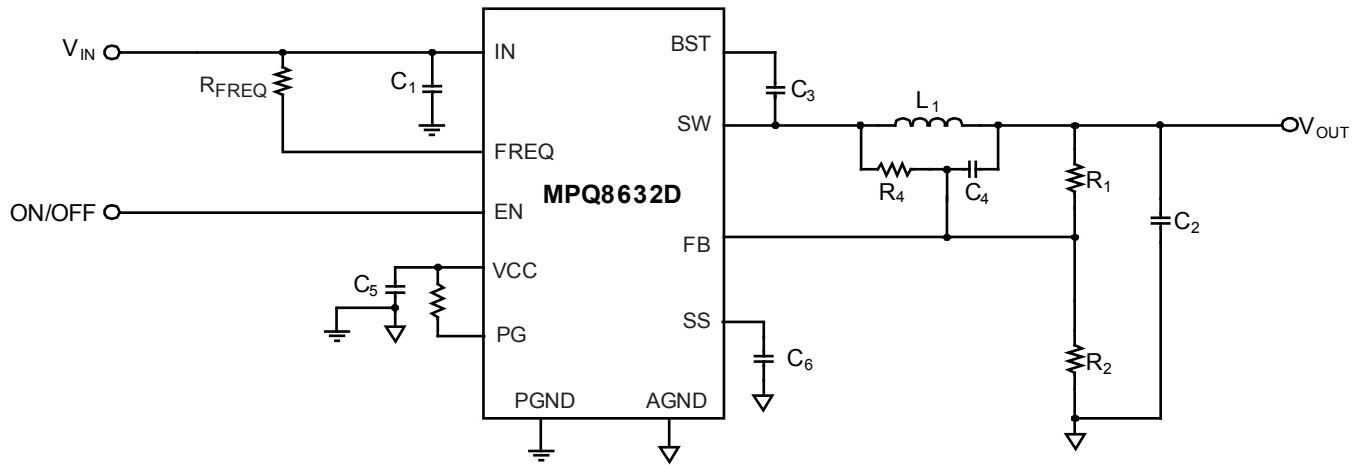 V_IN
IN
BST
R_FREQ
C_1
C_3
L_1
SW
V_OUT
FREQ
MPQ8632D
R_4
C_4
R_1
ON/OFF
EN
C_2
FB
VCC
C_5
SS
PG
C_6
R_2
PGND
AGND